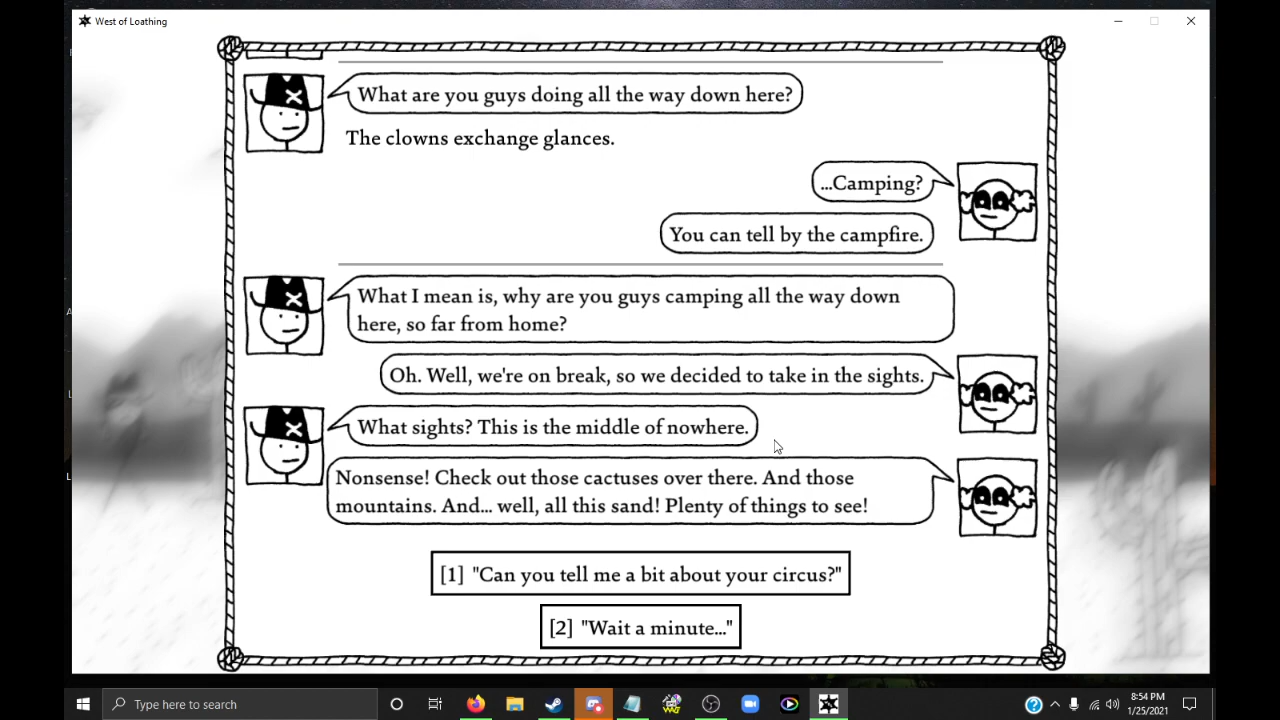 West of Loathing
What are you guys doing all the way down here?
The clowns exchange glances.
...Camping?
You can tell by the campfire.
What I mean is, why are you guys camping all the way down
here, so far from home?
Oh. Well, we're on break, so we decided to take in the sights.
What sights? This is the middle of nowhere.
Nonsense! Check out those cactuses over there. And those
mountains. And... well, all this sand! Plenty of things to see!
[1] "Can you tell me a bit about your circus?"
[2] "Wait a minute..."
Type here to search
8:54 PM
1/25/2021